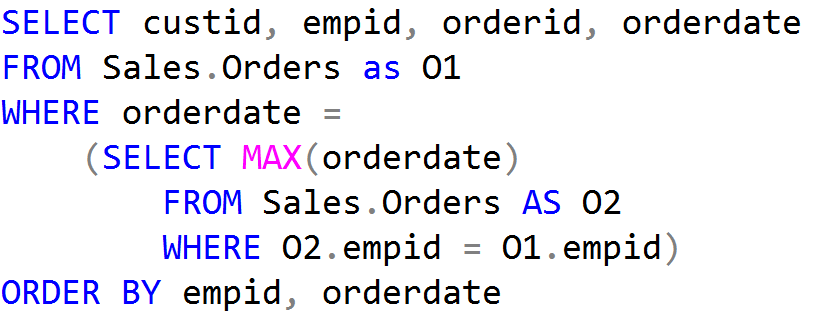 SELECT custid, empid, orderid, orderdate
FROM Sales.Orders as O1
WHERE orderdate =
(SELECT MAX(orderdate)
FROM Sales.Orders AS O2
WHERE O2.empid = O1.empid)
ORDER BY empid, orderdate